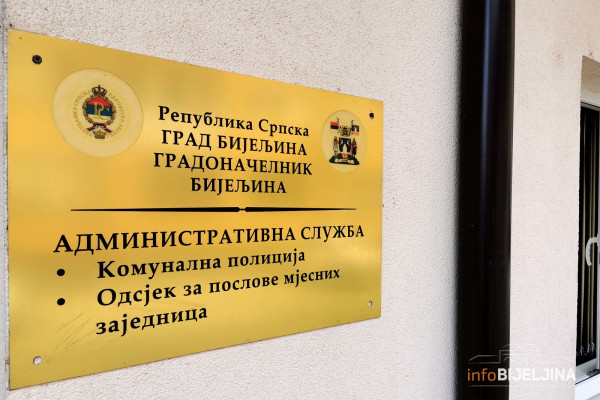 Република Српска
ГРАД БИЈЕЉИНА
ГРАДОНАЧЕЛНИК
БИЈЕЉИНА
АДМИНИСТРАТИВНА СЛУЖБА
• Комунална полиција
• Одсјек за послове мјесних
заједница
infoBIJELJINA